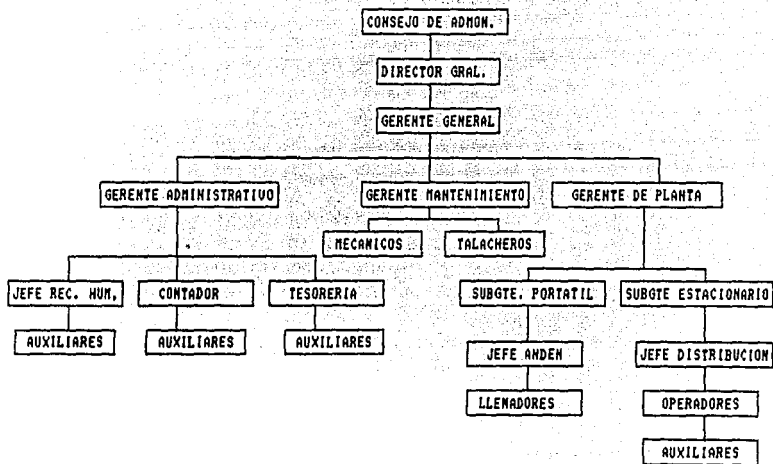 CONSEJO DE ADMON.
DIRECTOR GRAL.
GERENTE GENERAL
GERENTE ADMINISTRATIVO
GERENTE MANTENIMIENTO
GERENTE DE PLANTA
MECANICOS
TALACHEROS
JEFE REC. HUM.
CONTADOR
TESORERIA
SUBGTE. PORTATIL
SUBGTE ESTACIONARIO
AUXILIARES
AUXILIARES
AUXILIARES
JEFE ANDEN
JEFE DISTRIBUCION
LLENADORES
OPERADORES
AUXILIARES